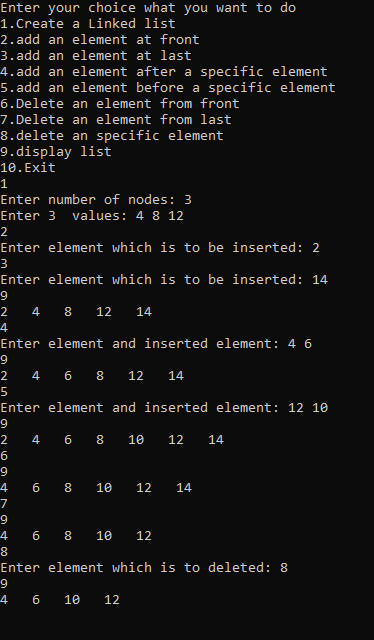 Enter your choice what you want to do
1.Create a Linked list
2.add an element at front
3.add an element at last
4.add an element after a specific element
5.add an element before a specific element
6.Delete an element from front
7.Delete an element from last
8.delete an specific element
9.display list
10.Exit
1
Enter number of nodes: 3
Enter 3  values: 4 8 12
2
Enter element which is to be inserted: 2
3
Enter element which is to be inserted: 14
9
2   4   8   12   14
4
Enter element and inserted element: 4 6
9
2   4   6   8   12   14
5
Enter element and inserted element: 12 10
9
2   4   6   8   10   12   14
6
9
4   6   8   10   12   14
7
9
4   6   8   10   12
8
Enter element which is to deleted: 8
9
4   6   10   12